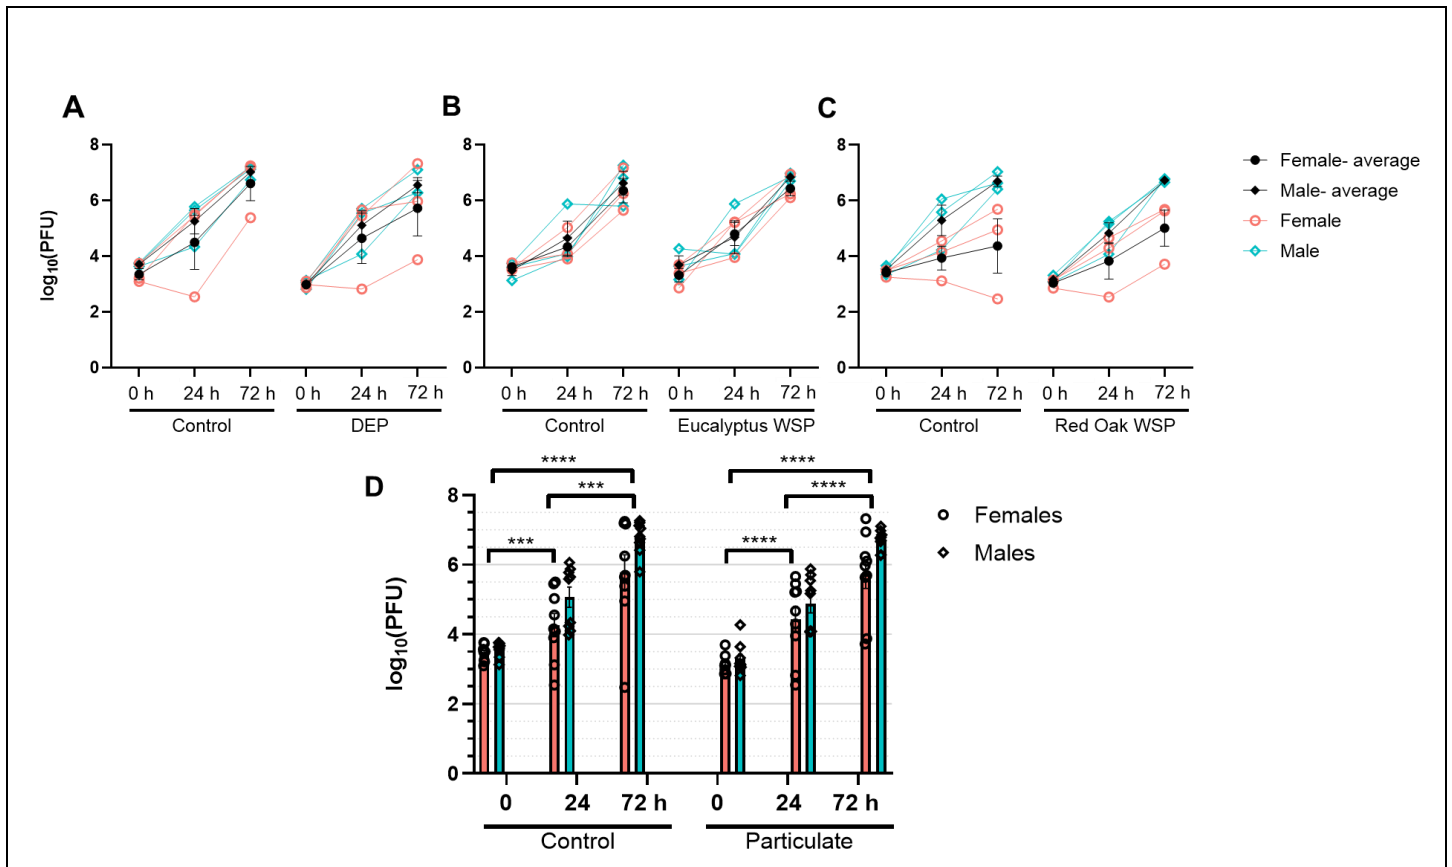 A
B
C
8
6
4
2
0
log10(PFU)
0 h 24 h 72 h 0 h 24 h 72 h
Control DEP
8
6
4
2
0
0 h 24 h 72 h 0 h 24 h 72 h
Control Eucalyptus WSP
8
6
4
2
0
0 h 24 h 72 h 0 h 24 h 72 h
Control Red Oak WSP
Female- average
Male- average
Female
Male
D
**** ****
*** ****
*** ****
8
6
4
2
0
log10(PFU)
0 24 72 h 0 24 72 h
Control Particulate
Females
Males